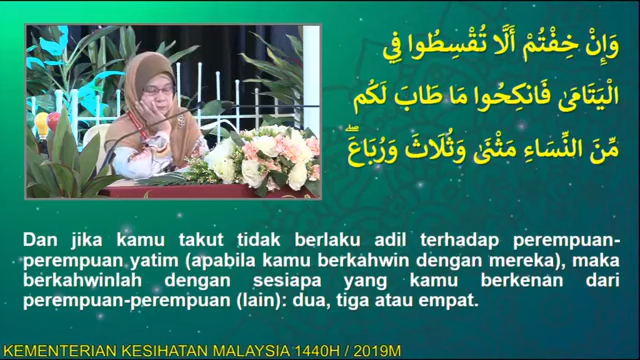 وَإِنْ خِفْتُمْ أَلَّا تُقْسِطُوا فِي
الْيَتَامَىٰ فَانكِحُوا مَا طَابَ لَكُم
مِّنَ النِّسَاءِ مَثْنَىٰ وَثُلَاثَ وَرُبَاعَ ۖ
Dan jika kamu takut tidak berlaku adil terhadap perempuan-
perempuan yatim (apabila kamu berkahwin dengan mereka), maka
berkahwinlah dengan sesiapa yang kamu berkenan dari
perempuan-perempuan (lain): dua, tiga atau empat.
KEMENTERIAN KESIHATAN MALAYSIA 1440H / 2019M